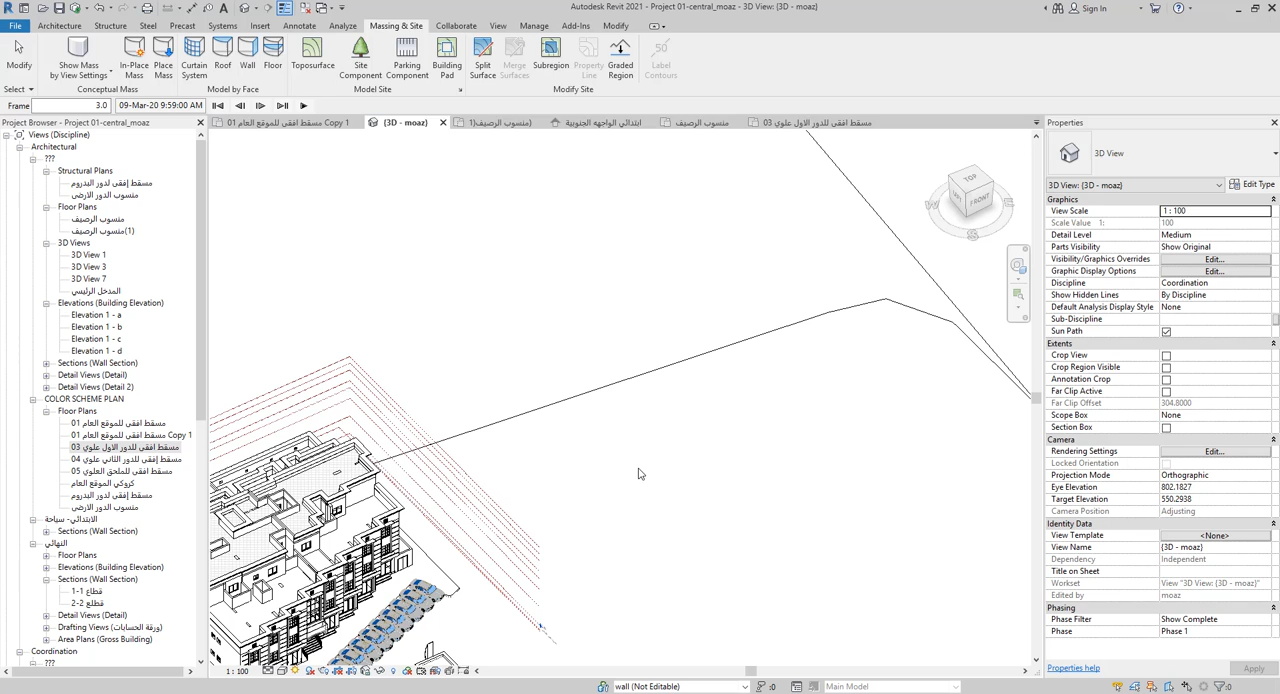 Autodesk Revit 2021 - Project 01-central_moaz - 3D View: {3D - moaz}
Sign In
File Architecture Structure Steel Precast Systems Insert Annotate Analyze Massing & Site Collaborate View Manage Add-Ins Modify
Modify
Show Mass by View Settings
In-Place Mass
Place Mass
Curtain System
Roof
Wall
Floor
Toposurface
Site Component
Parking Component
Building Pad
Split Surface
Merge Surfaces
Subregion
Property Line
Graded Region
Label Contours
Select
Conceptual Mass
Model by Face
Model Site
Modify Site
Frame 3.0 09-Mar-20 9:59:00 AM
Project Browser - Project 01-central_moaz
01 مسقط افقى للموقع العام Copy 1
{3D - moaz}
منسوب الرصيف(1)
ابتدائي الواجهه الجنوبية
منسوب الرصيف
03 مسقط افقى للدور الاول علوي
Views (Discipline)
Architectural
???
Structural Plans
مسقط إفقى لدور البدروم
منسوب الدور الارضى
Floor Plans
منسوب الرصيف
منسوب الرصيف(1)
3D Views
3D View 1
3D View 3
3D View 7
المدخل الرئيسي
Elevations (Building Elevation)
Elevation 1 - a
Elevation 1 - b
Elevation 1 - c
Elevation 1 - d
Sections (Wall Section)
Detail Views (Detail)
Detail Views (Detail 2)
COLOR SCHEME PLAN
Floor Plans
01 مسقط افقى للموقع العام
01 مسقط افقى للموقع العام Copy 1
03 مسقط افقى للدور الاول علوي
04 مسقط إفقى للدور الثاني علوي
05 مسقط افقى للملحق العلوي
كروكي الموقع العام
مسقط إفقى لدور البدروم
منسوب الدور الارضى
الابتدائي- سياحة
Sections (Wall Section)
النهائي
Floor Plans
Elevations (Building Elevation)
Sections (Wall Section)
قطاع 1-1
قطلع 2-2
Detail Views (Detail)
Drafting Views (ورقة الحسابات)
Area Plans (Gross Building)
Coordination
???
TOP
FRONT
W
E
S
Properties
3D View
3D View: {3D - moaz} Edit Type
Graphics
View Scale 1 : 100
Scale Value 1: 100
Detail Level Medium
Parts Visibility Show Original
Visibility/Graphics Overrides Edit...
Graphic Display Options Edit...
Discipline Coordination
Show Hidden Lines By Discipline
Default Analysis Display Style None
Sub-Discipline
Sun Path
Extents
Crop View
Crop Region Visible
Annotation Crop
Far Clip Active
Far Clip Offset 304.8000
Scope Box None
Section Box
Camera
Rendering Settings Edit...
Locked Orientation
Projection Mode Orthographic
Eye Elevation 802.1827
Target Elevation 550.2938
Camera Position Adjusting
Identity Data
View Template <None>
View Name {3D - moaz}
Dependency Independent
Title on Sheet
Workset View "3D View: {3D - moaz}"
Edited by moaz
Phasing
Phase Filter Show Complete
Phase Phase 1
Properties help Apply
1 : 100
wall (Not Editable) :0 Main Model :0